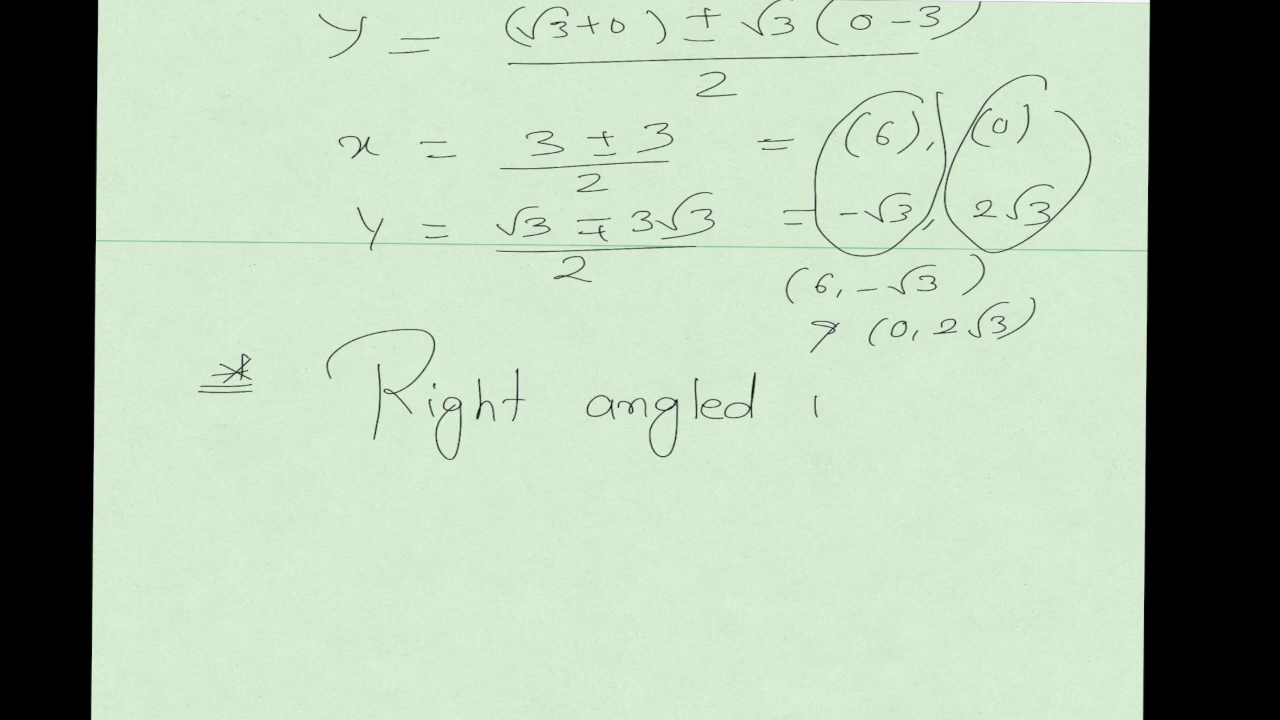 y = (√3+0) ± √3 (0-3) / 2
x = 3 ± 3 / 2 = (6), (0)
y = √3 ∓ 3√3 / 2 = -√3, 2√3
(6, -√3)
(0, 2√3)
* Right angled